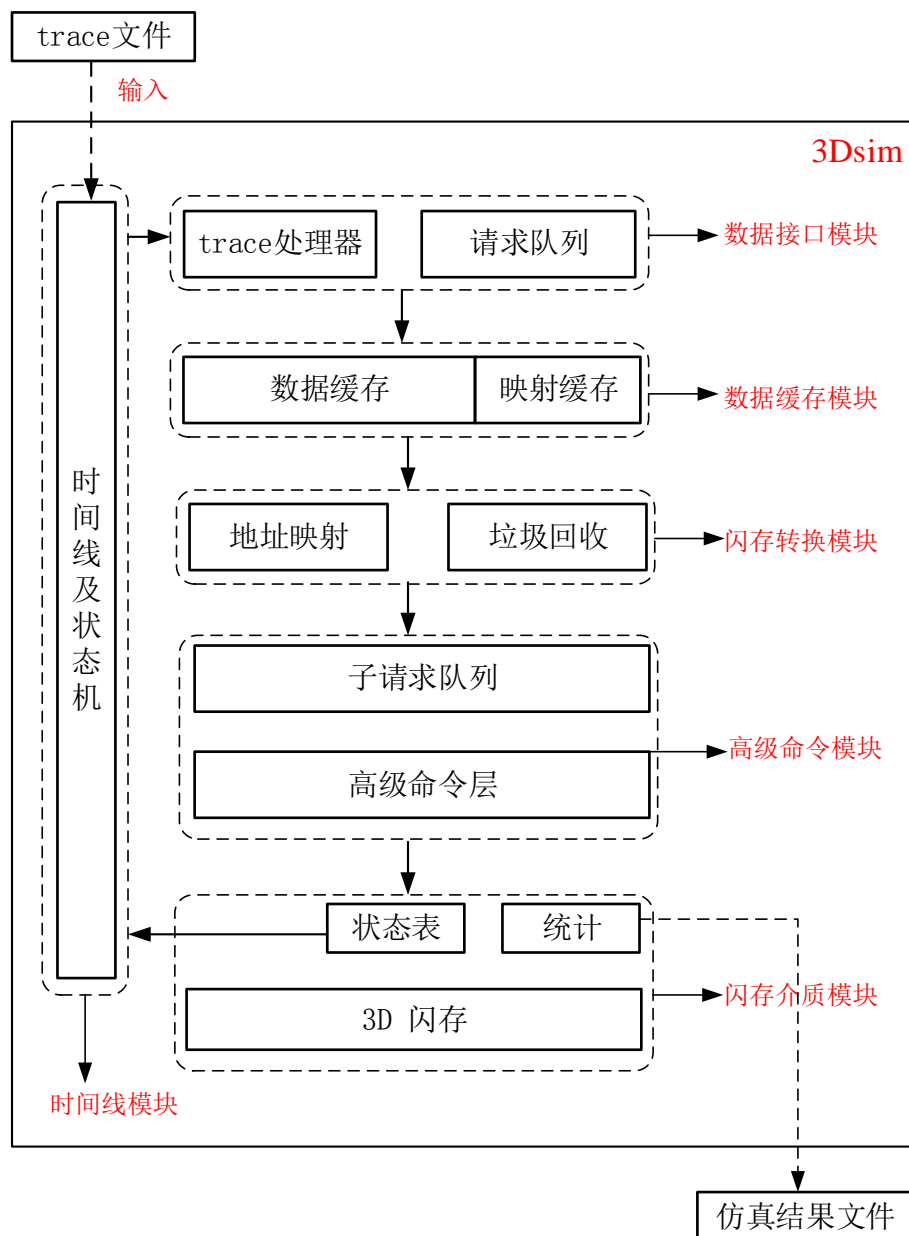 trace文件
输入
3Dsim
trace处理器
请求队列
数据接口模块
数据缓存
映射缓存
数据缓存模块
地址映射
垃圾回收
闪存转换模块
时间线及状态机
子请求队列
高级命令层
高级命令模块
状态表
统计
3D 闪存
闪存介质模块
时间线模块
仿真结果文件